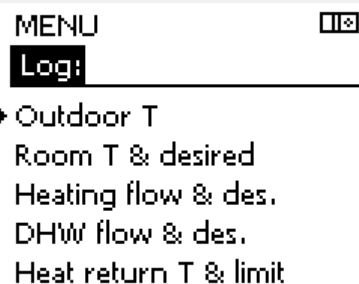 MENU
Log:
Outdoor T
Room T & desired
Heating flow & des.
DHW flow & des.
Heat return T & limit